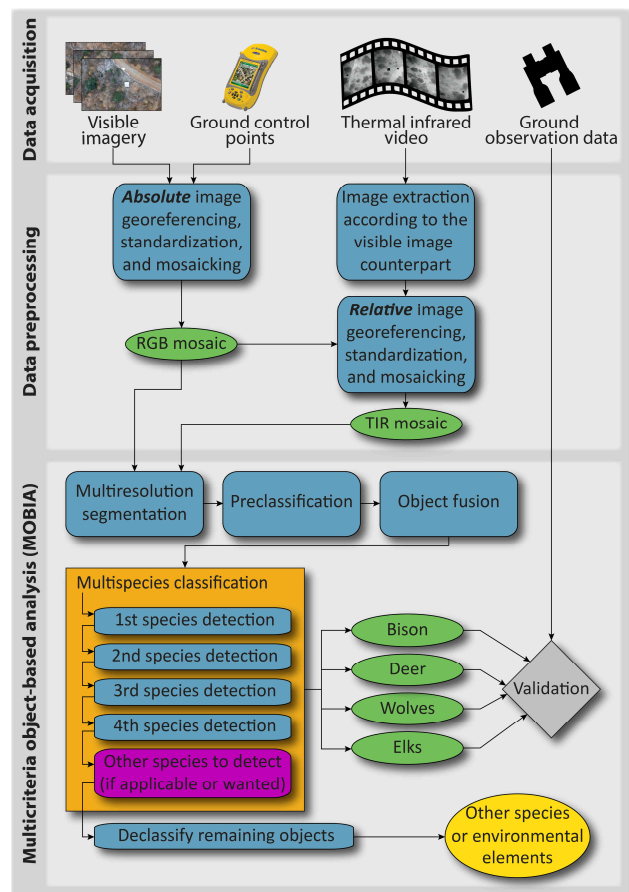 Data acquisition
Visible
imagery
Ground control
points
Thermal infrared
video
Ground
observation data
Data preprocessing
Absolute image
georeferencing,
standardization,
and mosaicking
Image extraction
according to the
visible image
counterpart
RGB mosaic
Relative Image
georeferencing,
standardization,
and mosaicking
TIR mosaic
Multicriteria object-based analysis (MOBIA)
Multiresolution
segmentation
Preclassification
Object fusion
Multispecies classification
1st species detection
2nd species detection
3rd species detection
4th species detection
Other species to detect
(if applicable or wanted)
Bison
Deer
Wolves
Elks
Validation
Declassify remaining objects
Other species
or environmental
elements